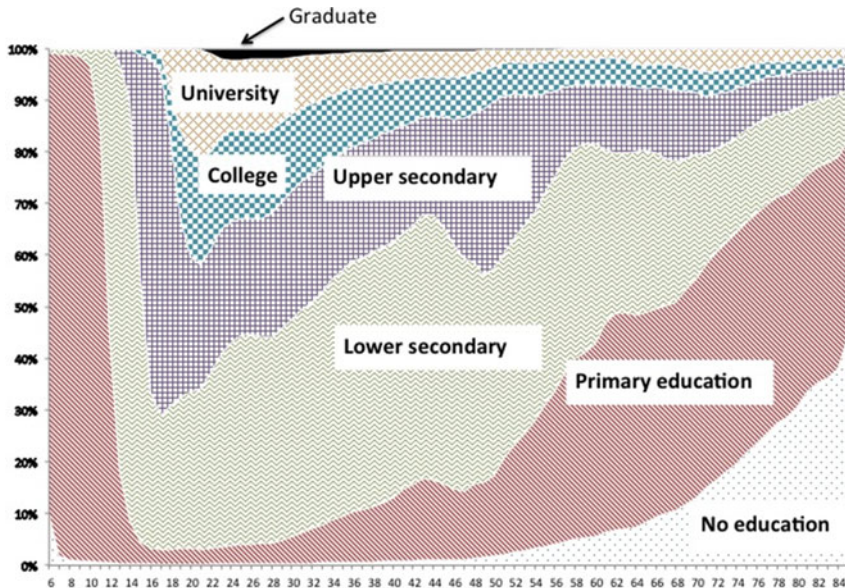 Graduate
100%
90%
80%
70%
60%
50%
40%
30%
20%
10%
0%
University
College
Upper secondary
Lower secondary
Primary education
No education
6 8 10 12 14 16 18 20 22 24 26 28 30 32 34 36 38 40 42 44 46 48 50 52 54 56 58 60 62 64 66 68 70 72 74 76 78 80 82 84